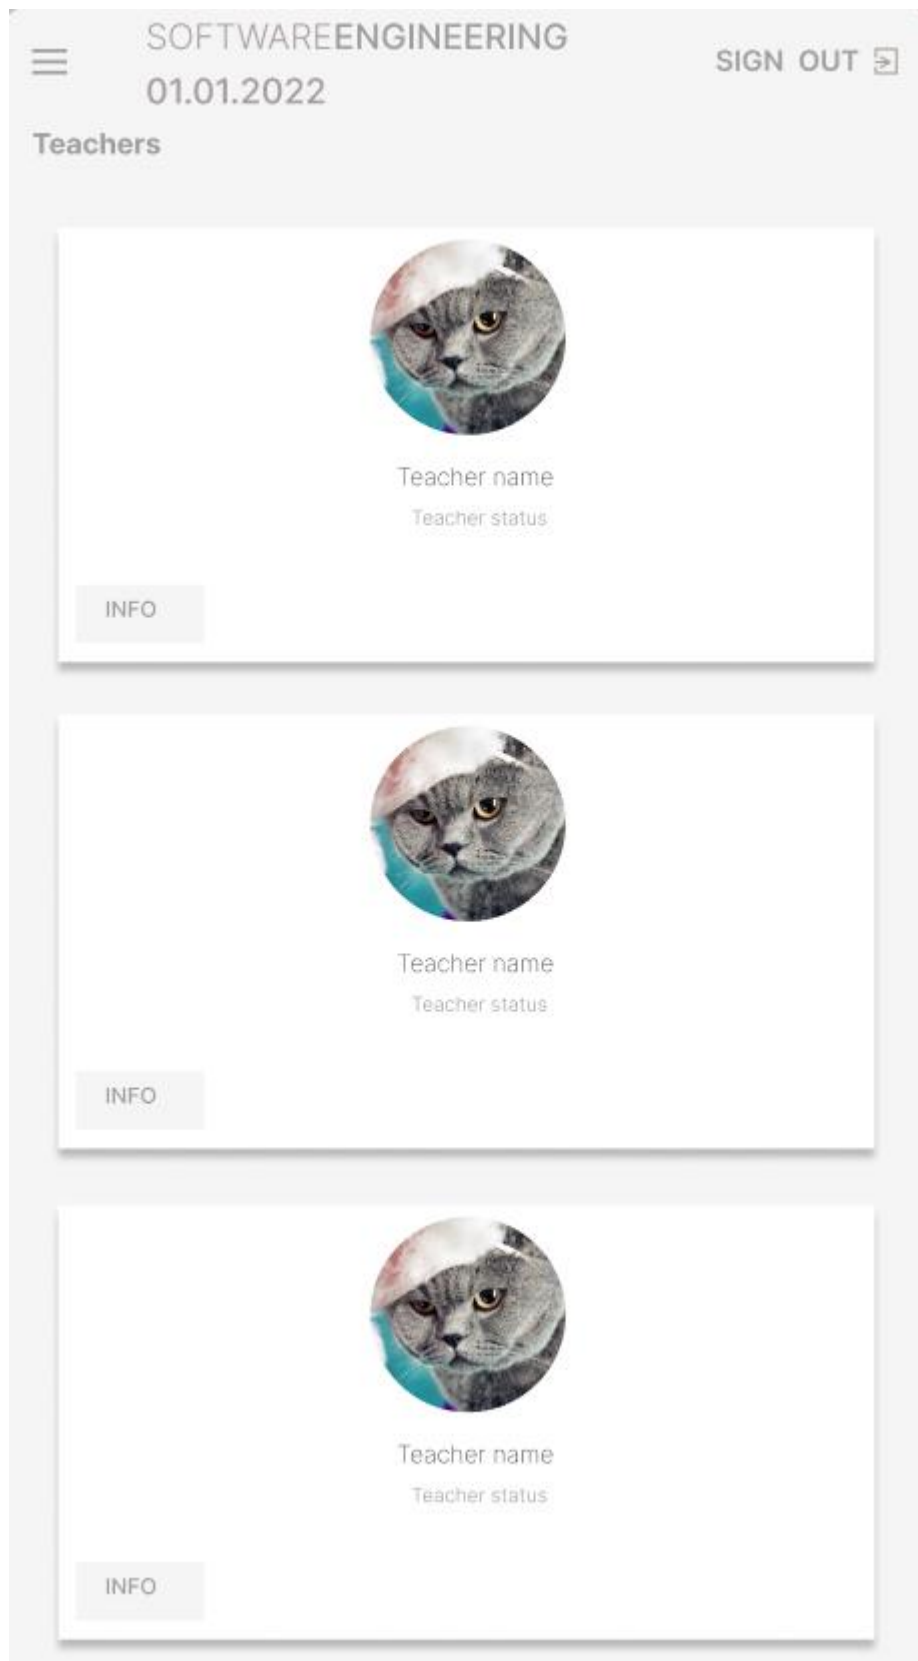 SOFTWAREENGINEERING
01.01.2022
SIGN OUT
Teachers
Teacher name
Teacher status
INFO
Teacher name
Teacher status
INFO
Teacher name
Teacher status
INFO